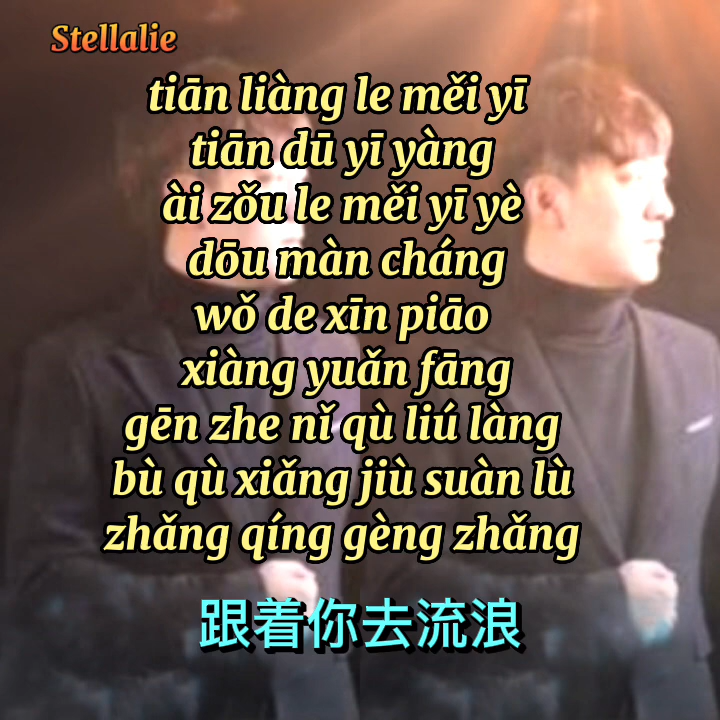 Stellalie
tiān liàng le měi yī
tiān dū yī yàng
ài zǒu le měi yī yè
dōu màn cháng
wǒ de xīn piāo
xiàng yuǎn fāng
gēn zhe nǐ qù liú làng
bù qù xiǎng jiù suàn lù
zhǎng qíng gèng zhǎng
跟着你去流浪